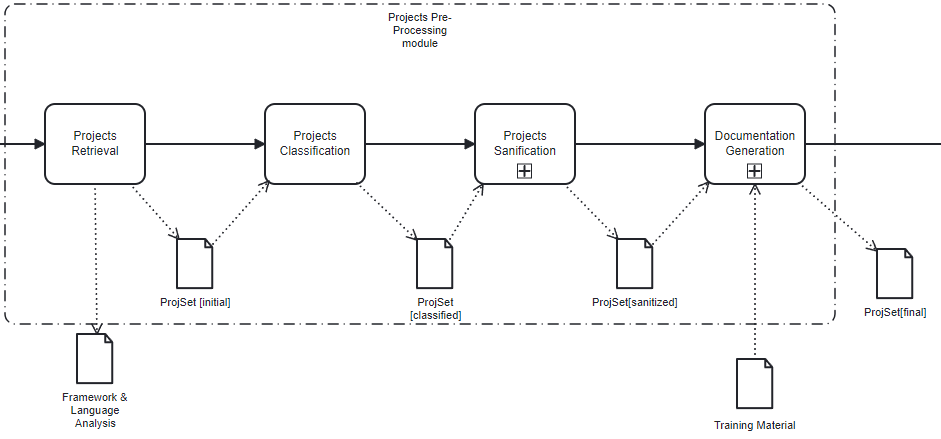 Projects Pre-
Processing
module
Projects
Retrieval
Projects
Classification
Projects
Sanification
Documentation
Generation
ProjSet [initial]
ProjSet
[classified]
ProjSet[sanitized]
ProjSet[final]
Framework &
Language
Analysis
Training Material